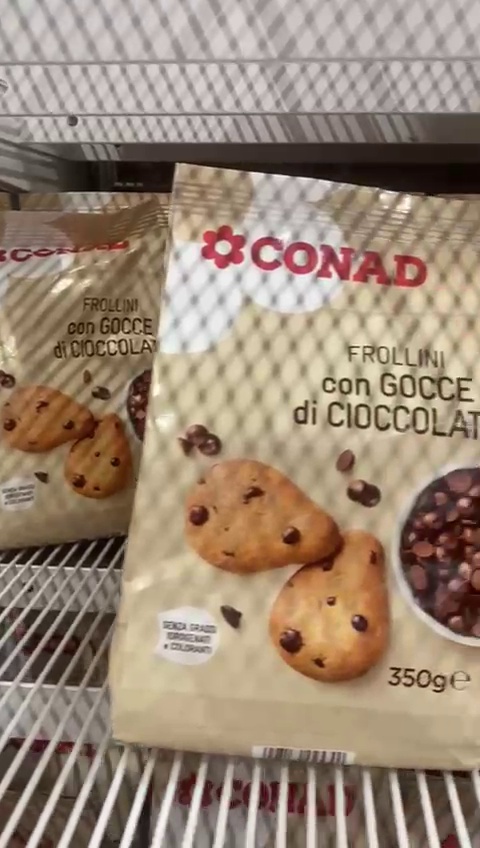 CONAD
FROLLINI
con GOCCE
di CIOCCOLAT
CONAD
FROLLINI
con GOCCE
di CIOCCOLAT
SENZA GRASSI
IDROGENATI
e COLORANTI
350g e
CONAD